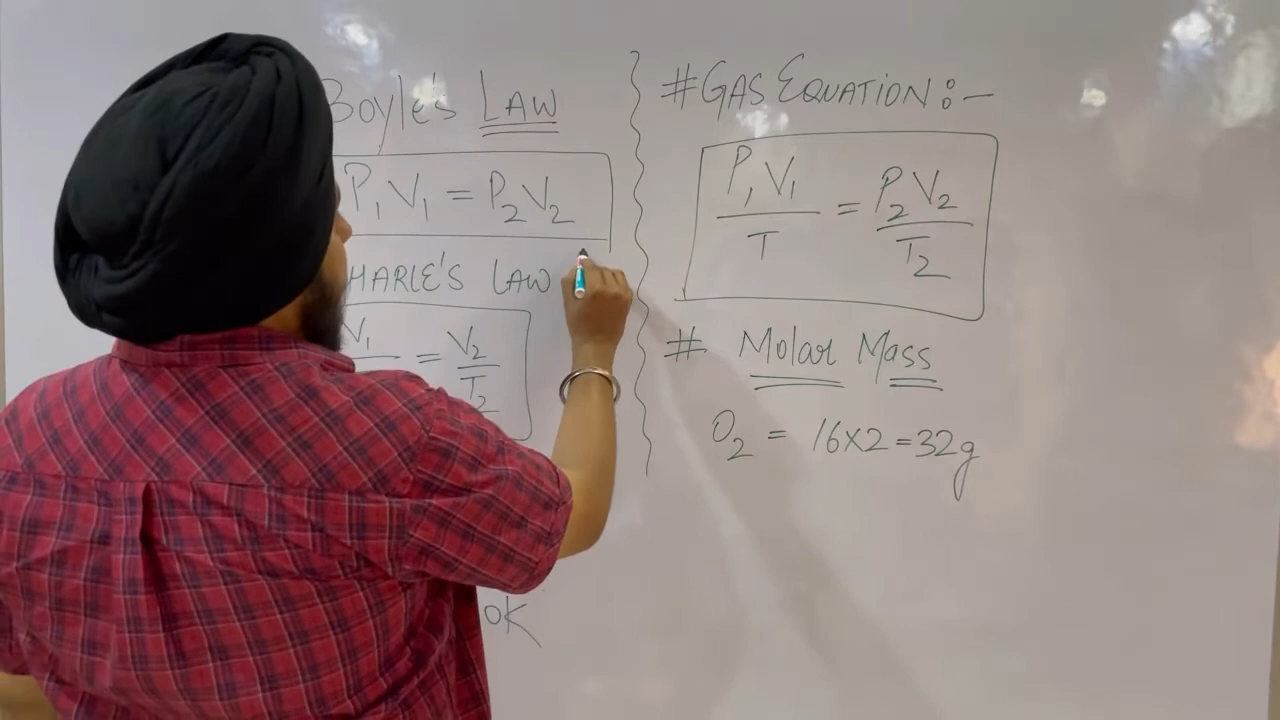 Boyle's LAW
P₁V₁ = P₂V₂
HARLE'S LAW
V₁ = V₂
T₂
OK
#GAS EQUATION:-
P₁V₁ = P₂V₂
T T₂
# Molar Mass
O₂ = 16X2=32g